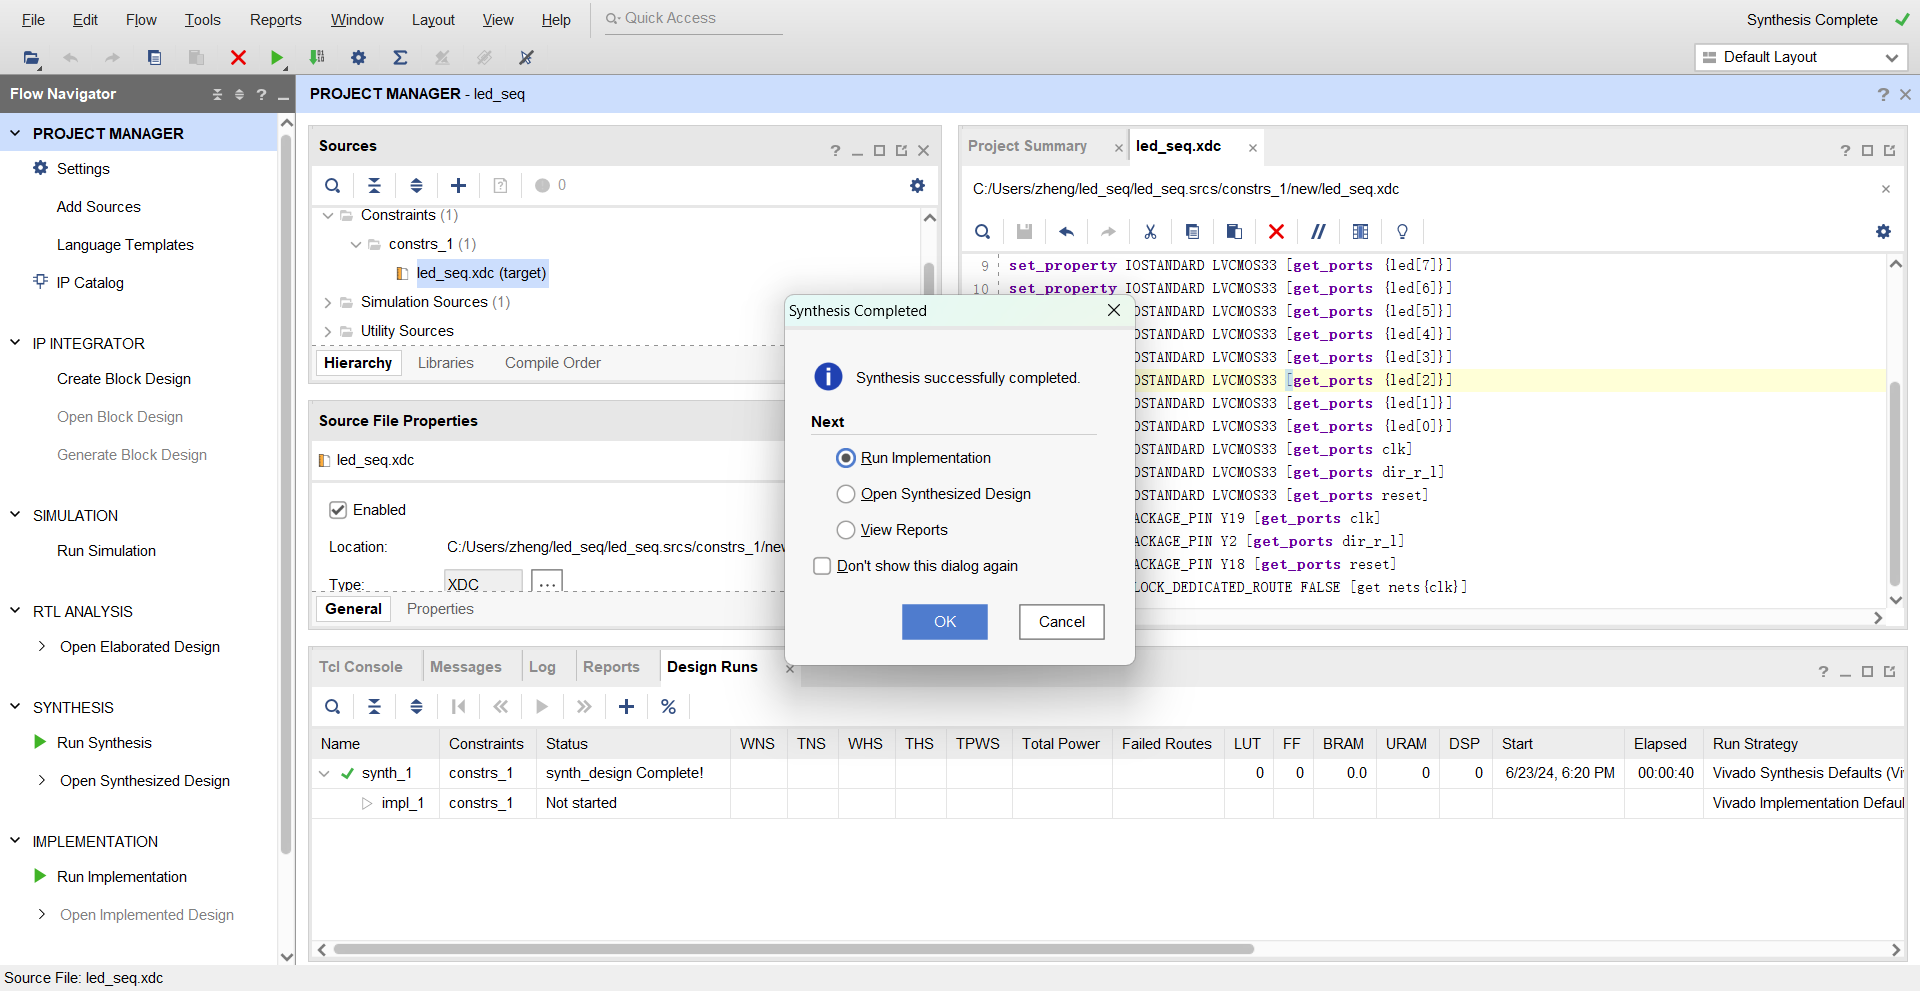 File Edit Flow Tools Reports Window Layout View Help Quick Access Synthesis Complete
Default Layout
Flow Navigator ? PROJECT MANAGER - led_seq ?
PROJECT MANAGER
Settings
Add Sources
Language Templates
IP Catalog
IP INTEGRATOR
Create Block Design
Open Block Design
Generate Block Design
SIMULATION
Run Simulation
RTL ANALYSIS
Open Elaborated Design
SYNTHESIS
Run Synthesis
Open Synthesized Design
IMPLEMENTATION
Run Implementation
Open Implemented Design
Sources ?
? 0
Constraints (1)
constrs_1 (1)
led_seq.xdc (target)
Simulation Sources (1)
Utility Sources
Hierarchy Libraries Compile Order
Source File Properties
led_seq.xdc
Enabled
Location: C:/Users/zheng/led_seq/led_seq.srcs/constrs_1/new
Type: XDC ...
General Properties
Project Summary led_seq.xdc ?
C:/Users/zheng/led_seq/led_seq.srcs/constrs_1/new/led_seq.xdc
9 set_property IOSTANDARD LVCMOS33 [get_ports {led[7]}]
10 set_property IOSTANDARD LVCMOS33 [get_ports {led[6]}]
OSTANDARD LVCMOS33 [get_ports {led[5]}]
OSTANDARD LVCMOS33 [get_ports {led[4]}]
OSTANDARD LVCMOS33 [get_ports {led[3]}]
OSTANDARD LVCMOS33 [get_ports {led[2]}]
OSTANDARD LVCMOS33 [get_ports {led[1]}]
OSTANDARD LVCMOS33 [get_ports {led[0]}]
OSTANDARD LVCMOS33 [get_ports clk]
OSTANDARD LVCMOS33 [get_ports dir_r_l]
OSTANDARD LVCMOS33 [get_ports reset]
ACKAGE_PIN Y19 [get_ports clk]
ACKAGE_PIN Y2 [get_ports dir_r_l]
ACKAGE_PIN Y18 [get_ports reset]
LOCK_DEDICATED_ROUTE FALSE [get nets{clk}]
Synthesis Completed
Synthesis successfully completed.
Next
Run Implementation
Open Synthesized Design
View Reports
Don't show this dialog again
OK Cancel
Tcl Console Messages Log Reports Design Runs ?
%
Name Constraints Status WNS TNS WHS THS TPWS Total Power Failed Routes LUT FF BRAM URAM DSP Start Elapsed Run Strategy
synth_1 constrs_1 synth_design Complete! 0 0 0.0 0 0 6/23/24, 6:20 PM 00:00:40 Vivado Synthesis Defaults (Vi
impl_1 constrs_1 Not started Vivado Implementation Defaul
Source File: led_seq.xdc